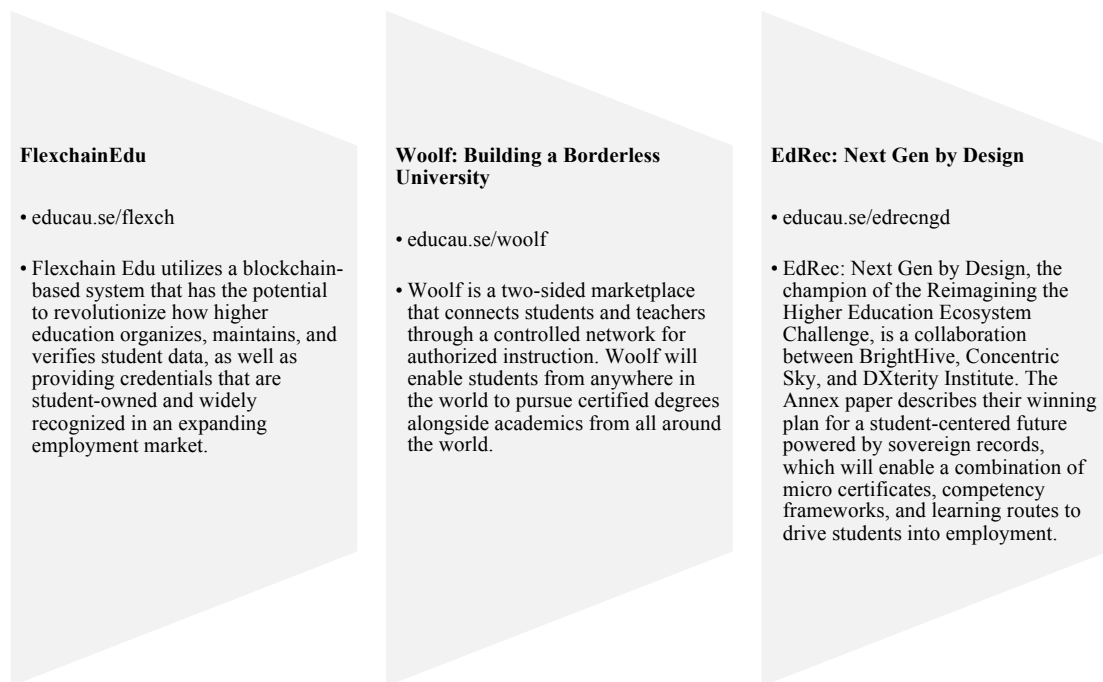 FlexchainEdu
• educau.se/flexch
• Flexchain Edu utilizes a blockchain-
based system that has the potential
to revolutionize how higher
education organizes, maintains, and
verifies student data, as well as
providing credentials that are
student-owned and widely
recognized in an expanding
employment market.
Woolf: Building a Borderless
University
• educau.se/woolf
• Woolf is a two-sided marketplace
that connects students and teachers
through a controlled network for
authorized instruction. Woolf will
enable students from anywhere in
the world to pursue certified degrees
alongside academics from all around
the world.
EdRec: Next Gen by Design
• educau.se/edrecngd
• EdRec: Next Gen by Design, the
champion of the Reimagining the
Higher Education Ecosystem
Challenge, is a collaboration
between BrightHive, Concentric
Sky, and DXterity Institute. The
Annex paper describes their winning
plan for a student-centered future
powered by sovereign records,
which will enable a combination of
micro certificates, competency
frameworks, and learning routes to
drive students into employment.